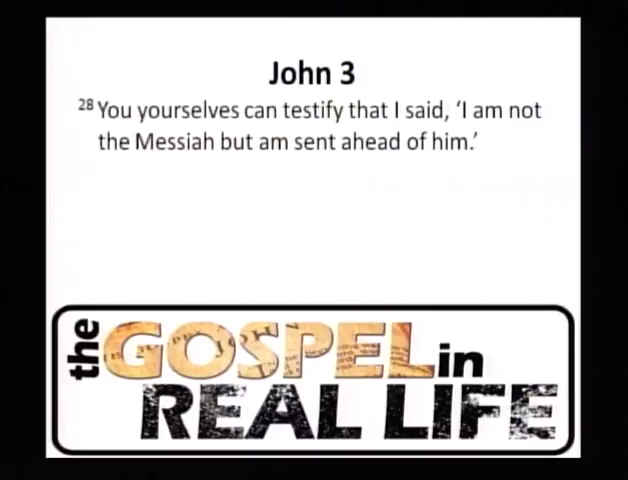 John 3
28 You yourselves can testify that I said, ‘I am not
the Messiah but am sent ahead of him.’
the GOSPEL in
REAL LIFE